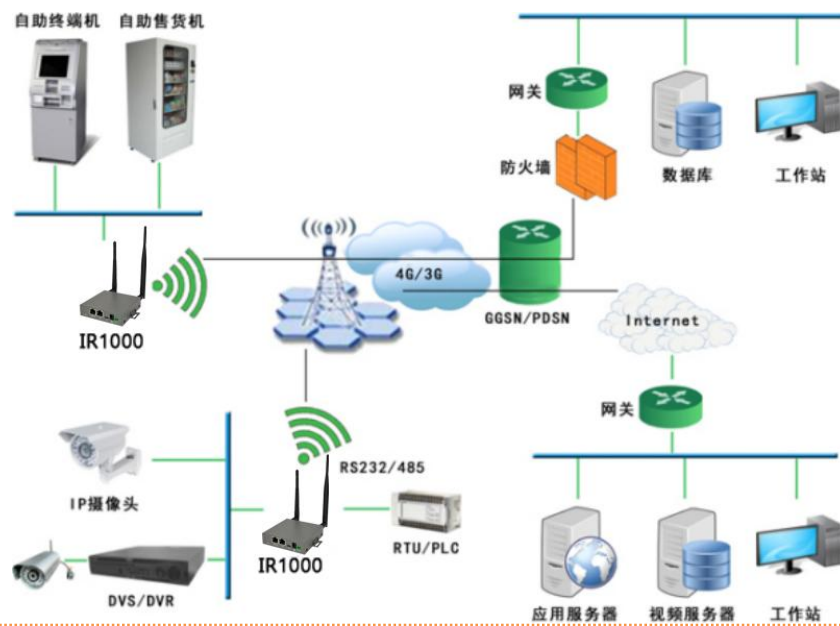 自助终端机
自助售货机
网关
防火墙
数据库
工作站
4G/3G
GGSN/PDSN
IR1000
Internet
网关
IP摄像头
RS232/485
IR1000
RTU/PLC
DVS/DVR
应用服务器
视频服务器
工作站